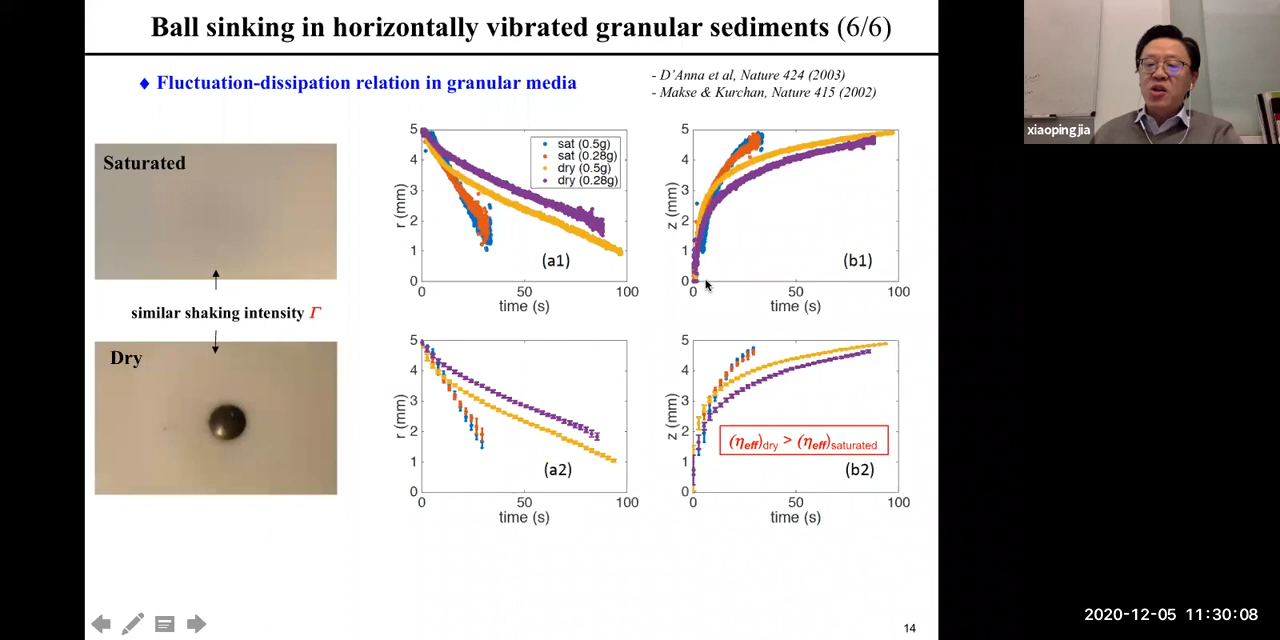 Ball sinking in horizontally vibrated granular sediments (6/6)
♦ Fluctuation-dissipation relation in granular media
- D'Anna et al, Nature 424 (2003)
- Makse & Kurchan, Nature 415 (2002)
xiaoping jia
Saturated
similar shaking intensity Γ
Dry
5
4
3
2
1
0
r (mm)
sat (0.5g)
sat (0.28g)
dry (0.5g)
dry (0.28g)
(a1)
0 50 100
time (s)
5
4
3
2
1
0
z (mm)
(b1)
0 50 100
time (s)
5
4
3
2
1
0
r (mm)
(a2)
0 50 100
time (s)
5
4
3
2
1
0
z (mm)
(ηeff)dry > (ηeff)saturated
(b2)
0 50 100
time (s)
14
2020-12-05 11:30:08